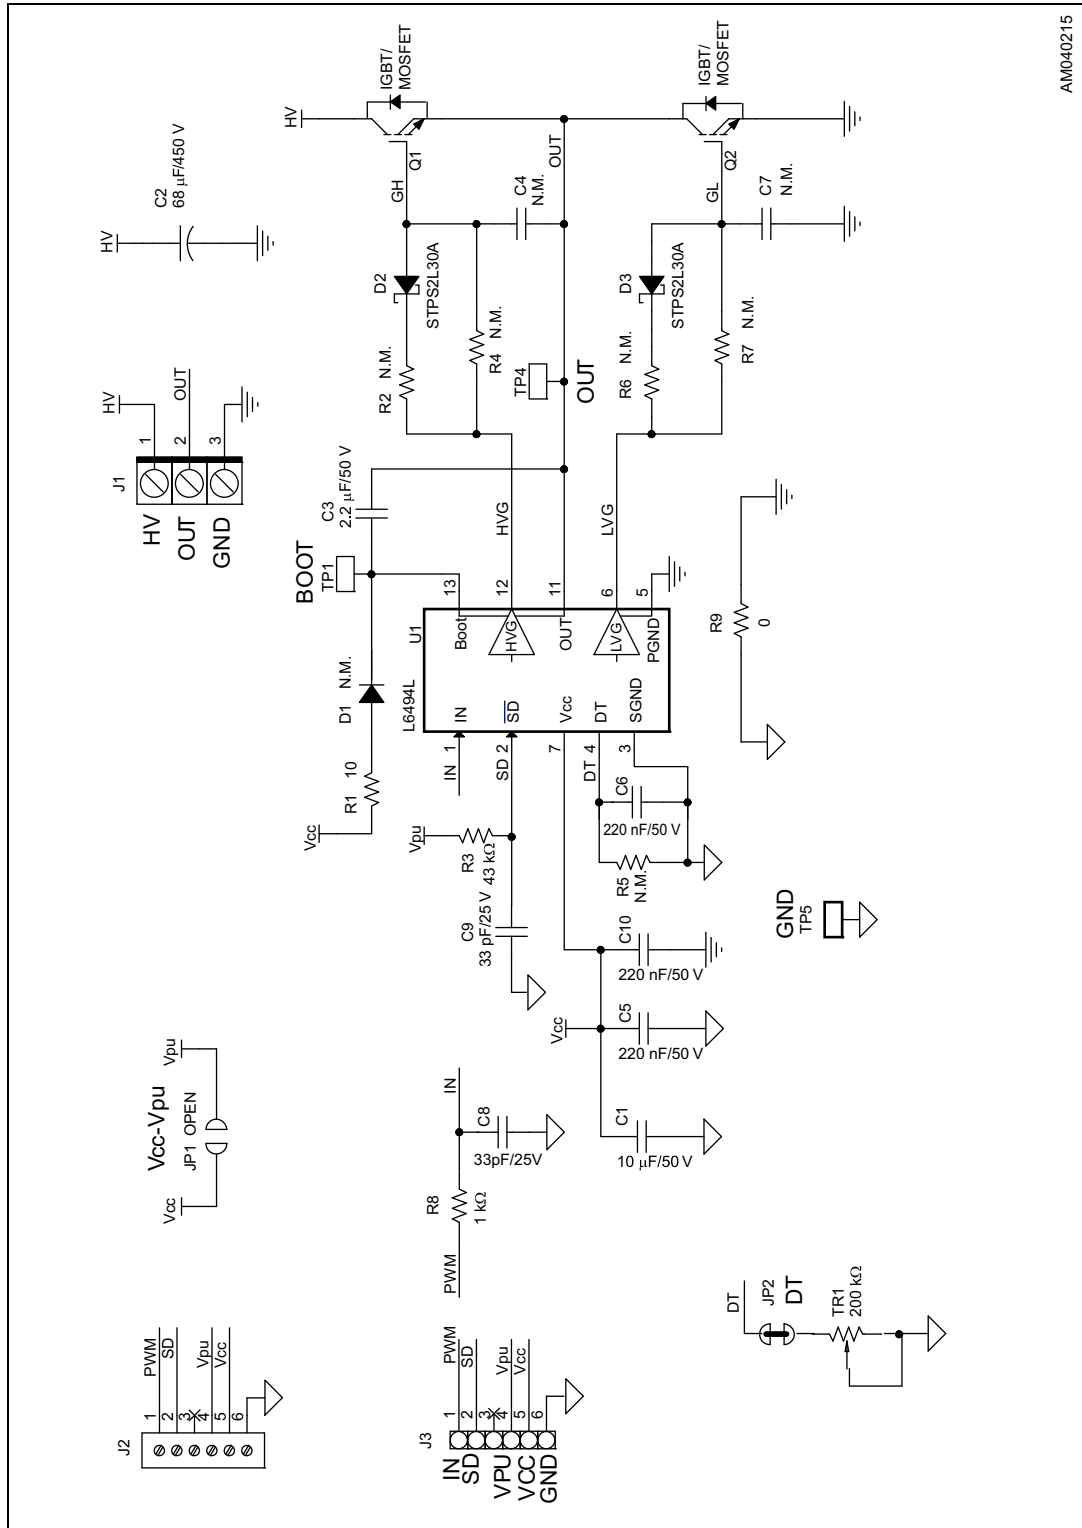 J2
1
2
3
4
5
6
PWM
SD
Vpu
Vcc
Vcc-Vpu
JP1 OPEN
Vcc
Vpu
J1
HV
OUT
GND
1
2
3
HV
OUT
HV
C2
68 µF/450 V
J3
IN
SD
VPU
VCC
GND
1
2
3
4
5
6
PWM
SD
Vpu
Vcc
PWM
R8
1 kΩ
IN
C8
33pF/25V
Vcc
R1 10
D1 N.M.
BOOT
TP1
C3
2.2 µF/50 V
Vpu
R3
43 kΩ
C9
33 pF/25 V
IN 1
SD 2
7
DT 4
3
L6494L
U1
IN
SD
Vcc
DT
SGND
Boot
HVG
OUT
LVG
PGND
13
12
11
6
5
HVG
LVG
R2 N.M.
D2
STPS2L30A
R4 N.M.
GH
C4
N.M.
HV
Q1
IGBT/
MOSFET
TP4
OUT
OUT
R6 N.M.
D3
STPS2L30A
R7 N.M.
GL
C7
N.M.
Q2
IGBT/
MOSFET
Vcc
C1
10 µF/50 V
C5
220 nF/50 V
C10
220 nF/50 V
R5
N.M.
C6
220 nF/50 V
R9
0
DT
JP2
DT
TR1
200 kΩ
GND
TP5
AM040215